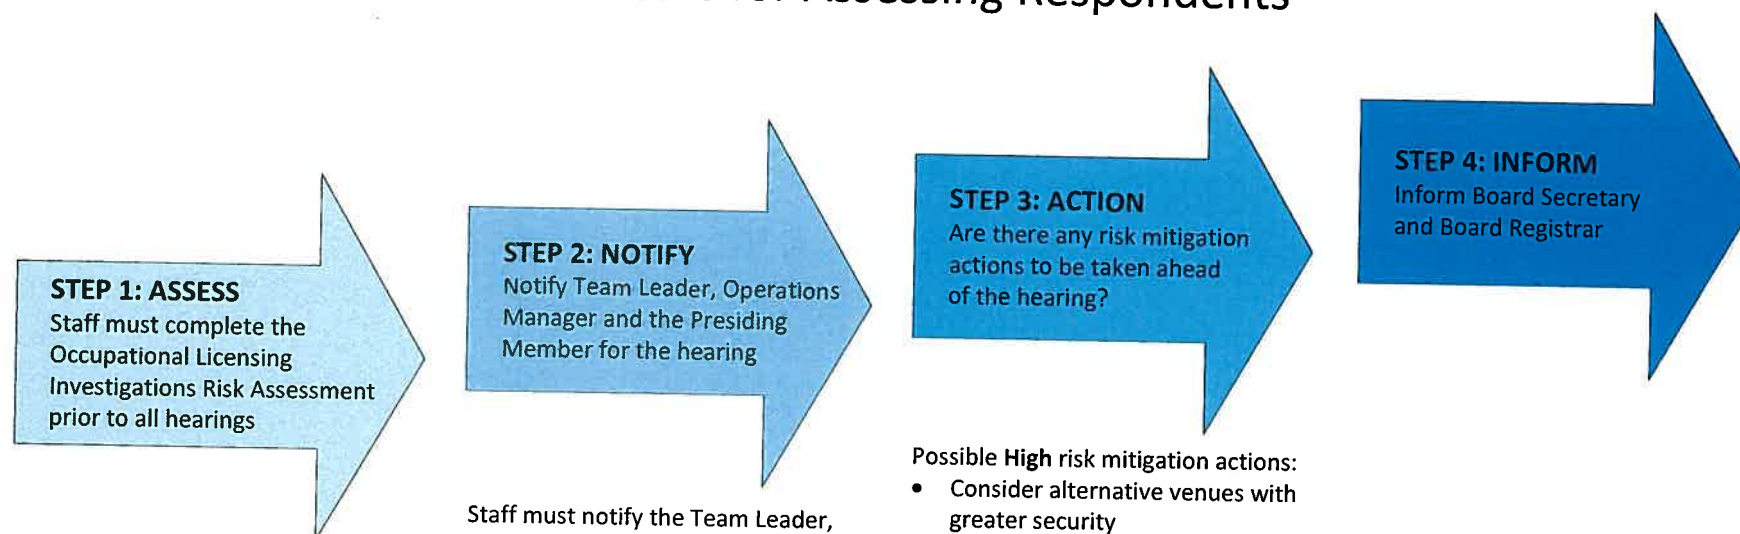 Assessing Respondents
STEP 1: ASSESS
Staff must complete the
Occupational Licensing
Investigations Risk Assessment
prior to all hearings
STEP 2: NOTIFY
Notify Team Leader, Operations
Manager and the Presiding
Member for the hearing
Staff must notify the Team Leader,
STEP 3: ACTION
Are there any risk mitigation
actions to be taken ahead
of the hearing?
Possible High risk mitigation actions:
• Consider alternative venues with
greater security
STEP 4: INFORM
Inform Board Secretary
and Board Registrar